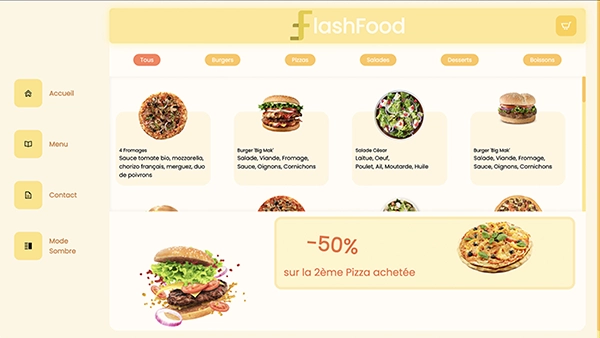 FlashFood
Tous
Burgers
Pizzas
Salades
Desserts
Boissons
Accueil
Menu
Contact
Mode
Sombre
4 Fromages
Sauce tomate bio, mozzarella,
chorizo français, merguez, duo
de poivrons
Burger 'Big Mak'
Salade, Viande, Fromage,
Sauce, Oignons, Cornichons
Salade Césor
Laitue, Oeuf,
Poulet, Ail, Moutarde, Huile
Burger 'Big Mak'
Salade, Viande, Fromage,
Sauce, Oignons, Cornichons
-50%
sur la 2ème Pizza achetée